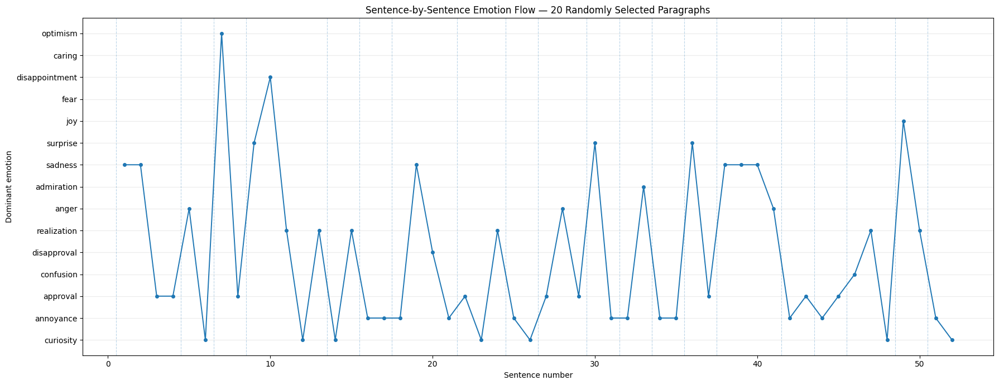 Sentence-by-Sentence Emotion Flow — 20 Randomly Selected Paragraphs
optimism
caring
disappointment
fear
joy
surprise
sadness
admiration
anger
realization
disapproval
confusion
approval
annoyance
curiosity
Dominant emotion
0 10 20 30 40 50
Sentence number